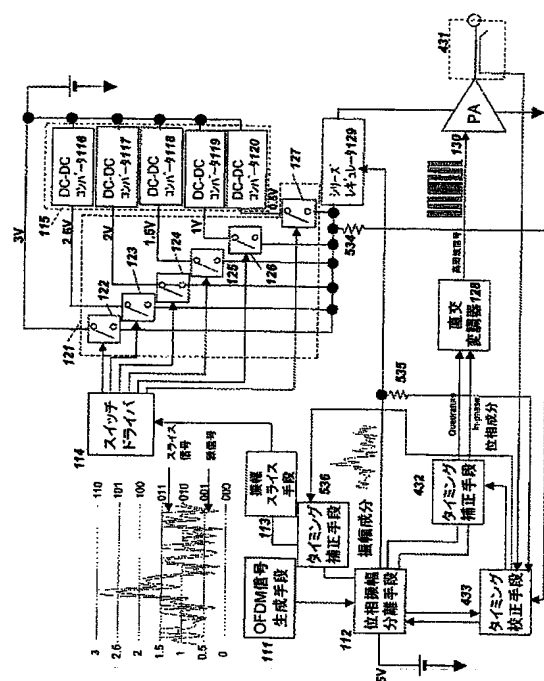 3
2.5
2
1.5
1
0.5
0
110
101
100
011
010
001
000
スライス
信号
原信号
スイッチ
ドライバ
114
121
122
123
124
125
126
127
3V
2.5V
2V
1.5V
1V
0.5V
115
DC-DC
コンバータ116
DC-DC
コンバータ117
DC-DC
コンバータ118
DC-DC
コンバータ119
DC-DC
コンバータ120
シリーズ
レギュレータ129
534
OFDM信号
生成手段
111
振幅
スライス
手段
113
タイミング
補正手段
536
振幅成分
位相振幅
分離手段
112
5V
535
タイミング
補正手段
432
タイミング
校正手段
433
Quadrature
In-phase
位相成分
直交
変調器128
高周波信号
130
PA
431